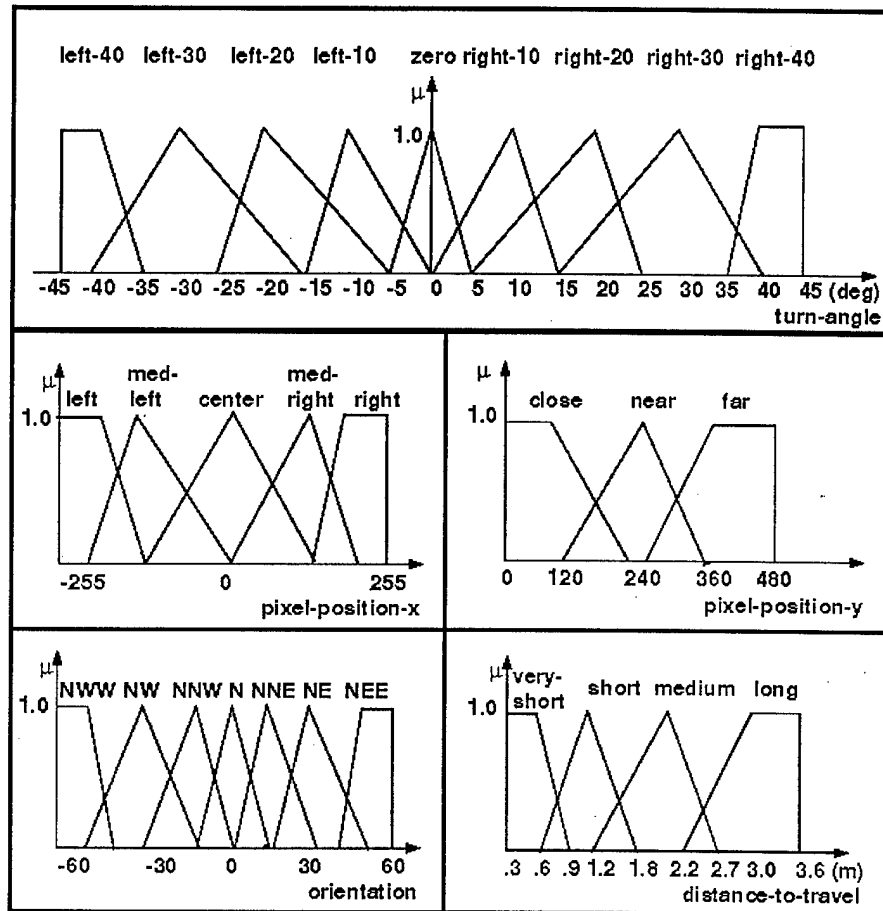 left-40 left-30 left-20 left-10 zero right-10 right-20 right-30 right-40
μ
1.0
-45 -40 -35 -30 -25 -20 -15 -10 -5 0 5 10 15 20 25 30 35 40 45 (deg)
turn-angle
μ
left med-left center med-right right
1.0
-255 0 255
pixel-position-x
μ
close near far
1.0
0 120 240 360 480
pixel-position-y
μ
NWW NW NNW N NNE NE NEE
1.0
-60 -30 0 30 60
orientation
μ
very-short short medium long
1.0
.3 .6 .9 1.2 1.8 2.2 2.7 3.0 3.6 (m)
distance-to-travel